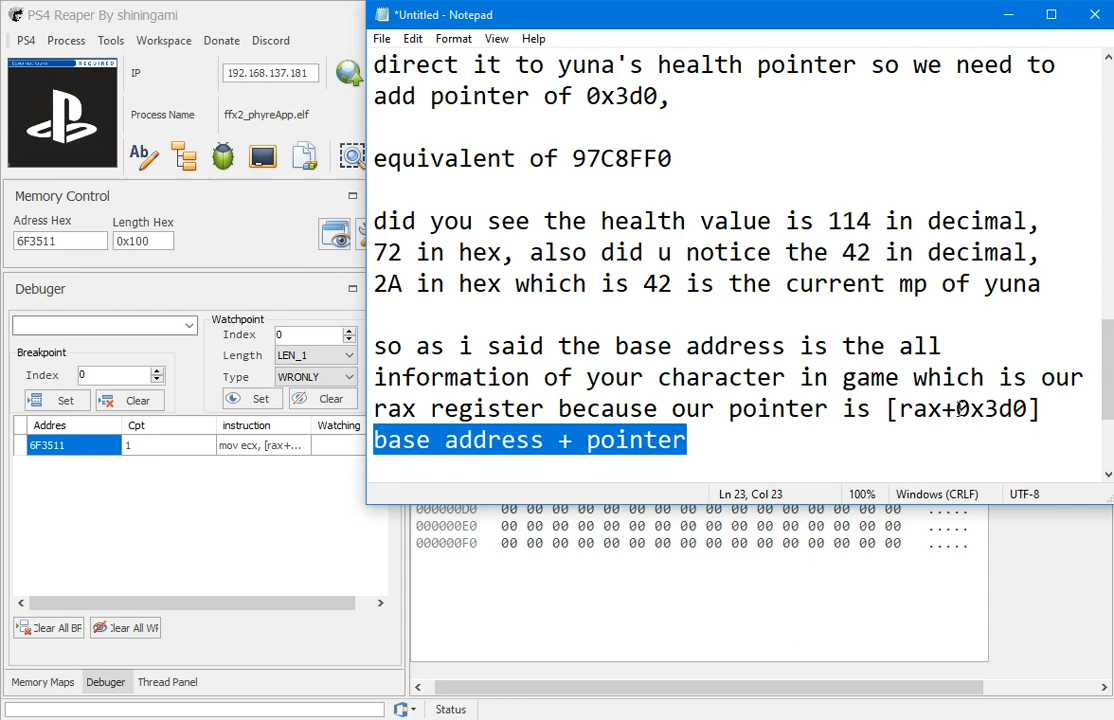 PS4 Reaper By shiningami
PS4 Process Tools Workspace Donate Discord
REQUIRED
IP
192.168.137.181
Process Name
ffx2_phyreApp.elf
Ab
Memory Control
Adress Hex
Length Hex
6F3511
0x100
Debuger
Watchpoint
Index
0
Length
LEN_1
Type
WRONLY
Set
Clear
Breakpoint
Index
0
Set
Clear
Addres Cpt instruction Watching
6F3511 1 mov ecx, [rax+...
Clear All BF
Clear All WF
Memory Maps Debuger Thread Panel
Status
*Untitled - Notepad
File Edit Format View Help
direct it to yuna's health pointer so we need to
add pointer of 0x3d0,
equivalent of 97C8FF0
did you see the health value is 114 in decimal,
72 in hex, also did u notice the 42 in decimal,
2A in hex which is 42 is the current mp of yuna
so as i said the base address is the all
information of your character in game which is our
rax register because our pointer is [rax+0x3d0]
base address + pointer
Ln 23, Col 23
100%
Windows (CRLF)
UTF-8
000000D0 00 00 00 00 00 00 00 00 00 00 00 00 00 00 00 00 .....
000000E0 00 00 00 00 00 00 00 00 00 00 00 00 00 00 00 00 .....
000000F0 00 00 00 00 00 00 00 00 00 00 00 00 00 00 00 00 .....